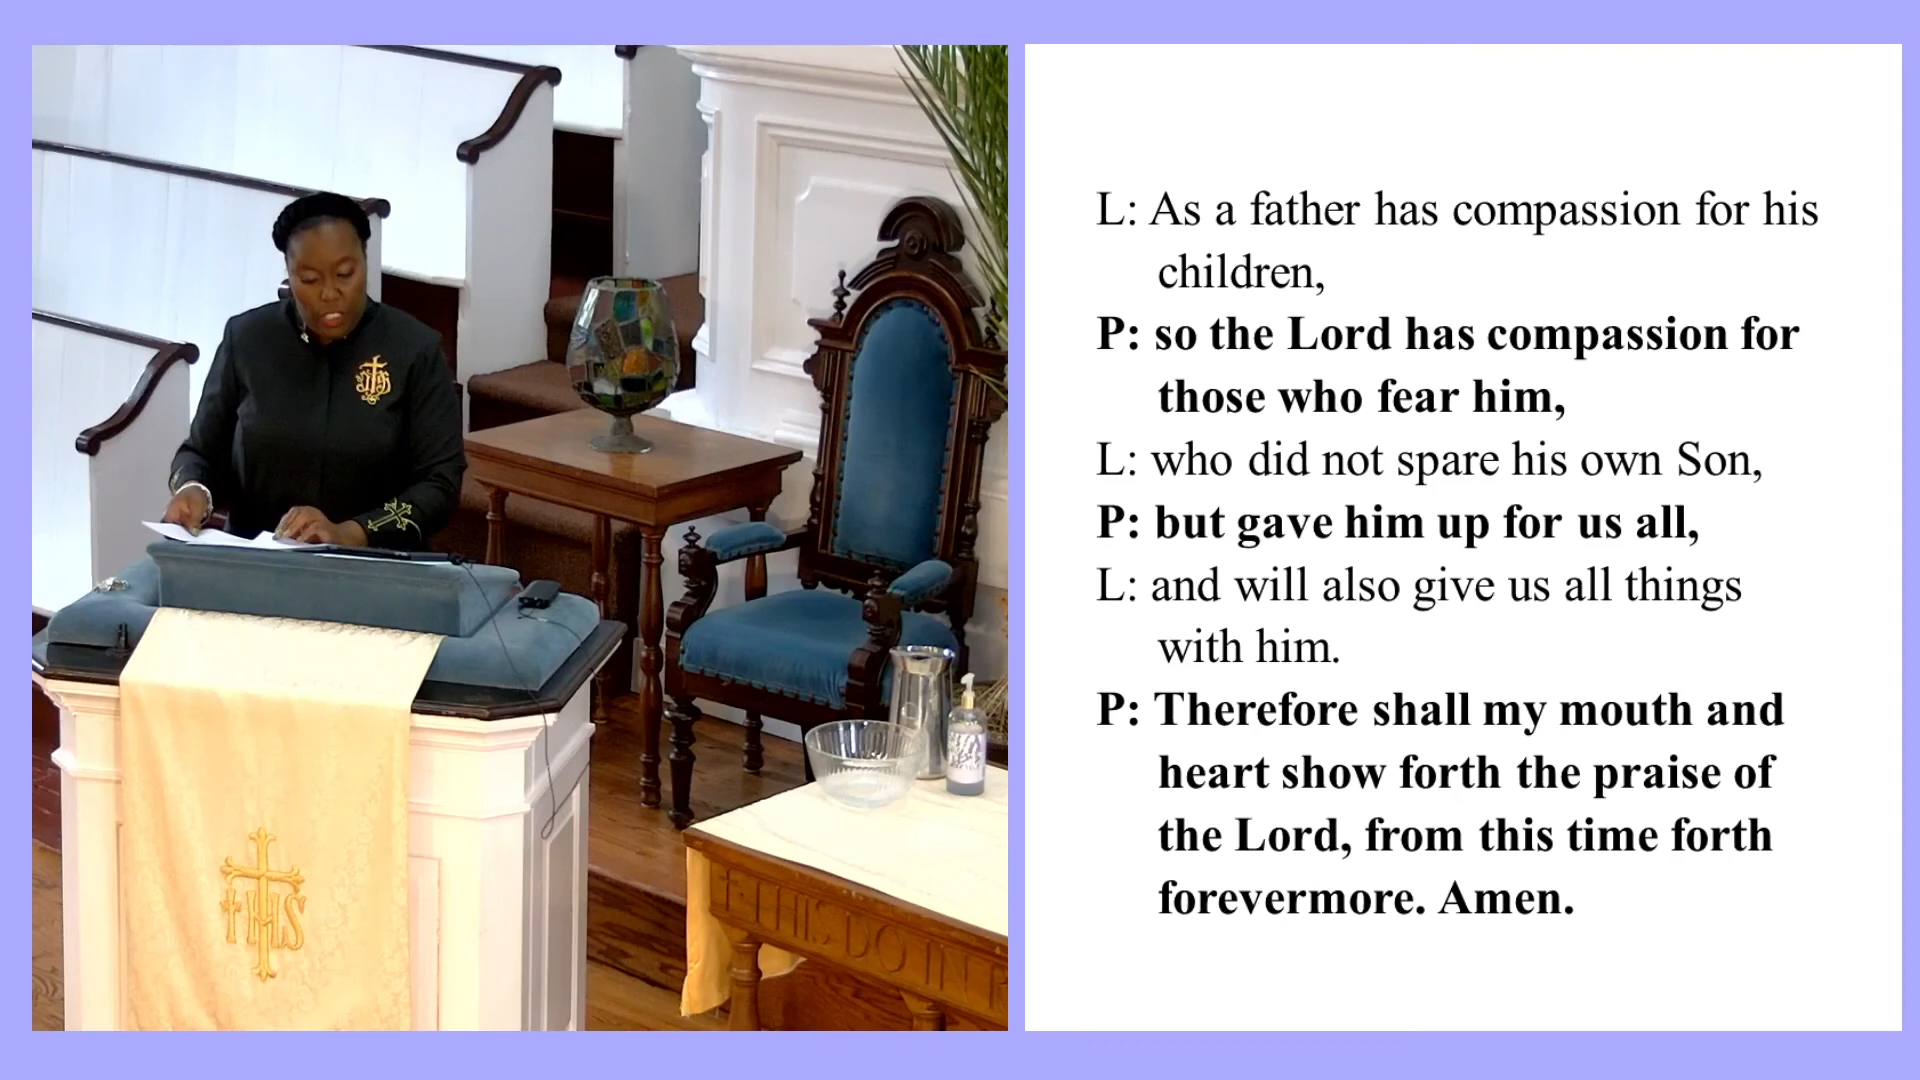 L: As a father has compassion for his
children,
P: so the Lord has compassion for
those who fear him,
L: who did not spare his own Son,
P: but gave him up for us all,
L: and will also give us all things
with him.
P: Therefore shall my mouth and
heart show forth the praise of
the Lord, from this time forth
forevermore. Amen.
IHS
THIS DO IN R